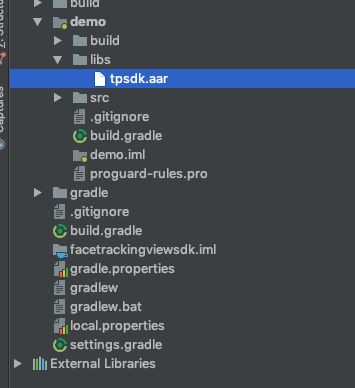 build
demo
build
libs
tpsdk.aar
src
.gitignore
build.gradle
demo.iml
proguard-rules.pro
gradle
.gitignore
build.gradle
facetrackingviewsdk.iml
gradle.properties
gradlew
gradlew.bat
local.properties
settings.gradle
External Libraries
Z: Structure
Captures